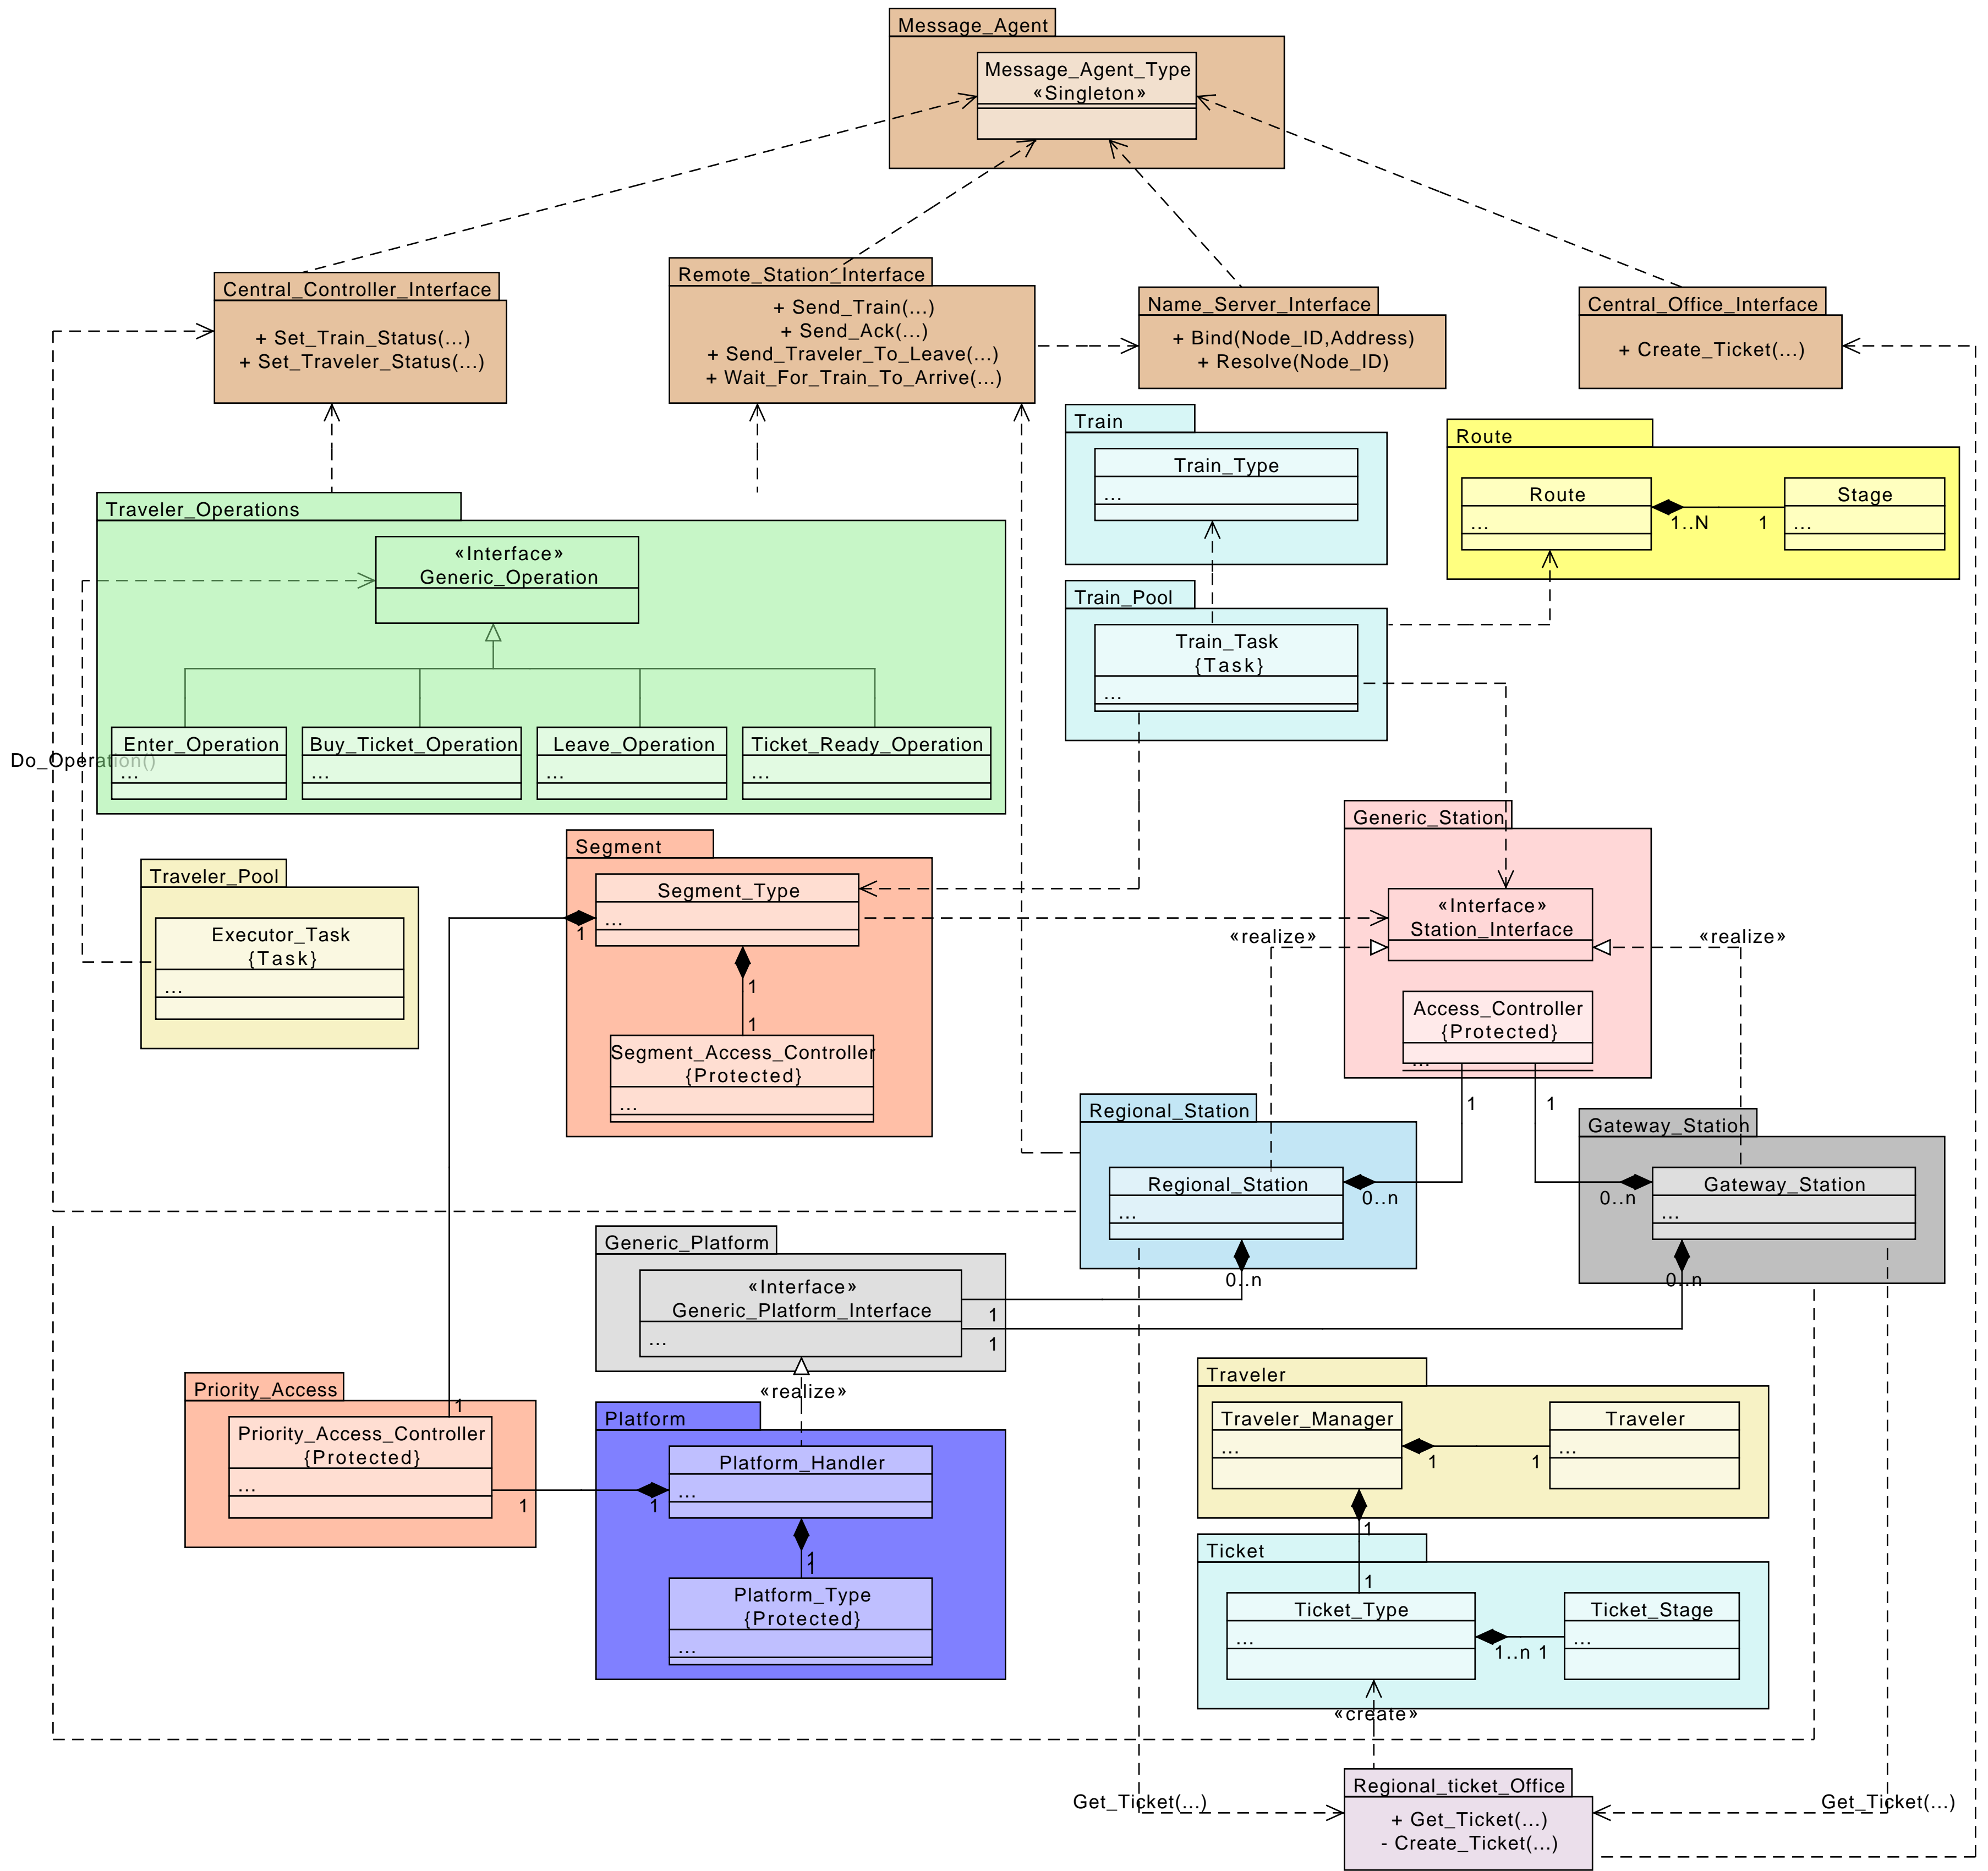 Message_Agent
Message_Agent_Type
«Singleton»
Central_Controller_Interface
+ Set_Train_Status(...)
+ Set_Traveler_Status(...)
Remote_Station_Interface
+ Send_Train(...)
+ Send_Ack(...)
+ Send_Traveler_To_Leave(...)
+ Wait_For_Train_To_Arrive(...)
Name_Server_Interface
+ Bind(Node_ID,Address)
+ Resolve(Node_ID)
Central_Office_Interface
+ Create_Ticket(...)
Train
Train_Type
...
Route
Route
...
1..N
1
Stage
...
Traveler_Operations
«Interface»
Generic_Operation
Enter_Operation
...
Buy_Ticket_Operation
...
Leave_Operation
...
Ticket_Ready_Operation
...
Do_Operation()
Train_Pool
Train_Task
{Task}
...
Traveler_Pool
Executor_Task
{Task}
...
Segment
Segment_Type
...
1
1
1
Segment_Access_Controller
{Protected}
...
Generic_Station
«Interface»
Station_Interface
«realize»
«realize»
Access_Controller
{Protected}
...
1
1
Regional_Station
Regional_Station
...
0..n
0..n
Gateway_Station
Gateway_Station
...
0..n
0..n
Generic_Platform
«Interface»
Generic_Platform_Interface
...
1
1
«realize»
Priority_Access
1
Priority_Access_Controller
{Protected}
...
1
Platform
Platform_Handler
...
1
1
1
Platform_Type
{Protected}
...
Traveler
Traveler_Manager
...
1
1
Traveler
...
1
Ticket
1
Ticket_Type
...
1..n
1
Ticket_Stage
...
«create»
Get_Ticket(...)
Get_Ticket(...)
Regional_ticket_Office
+ Get_Ticket(...)
- Create_Ticket(...)